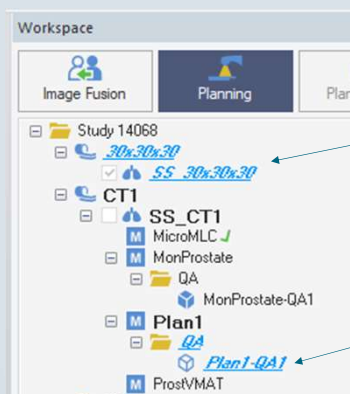 Workspace
Image Fusion
Planning
Plar
Study 14068
30x30x30
SS_30x30x30
CT1
SS_CT1
M MicroMLC
M MonProstate
QA
MonProstate-QA1
M Plan1
QA
Plan1-QA1
M ProstVMAT